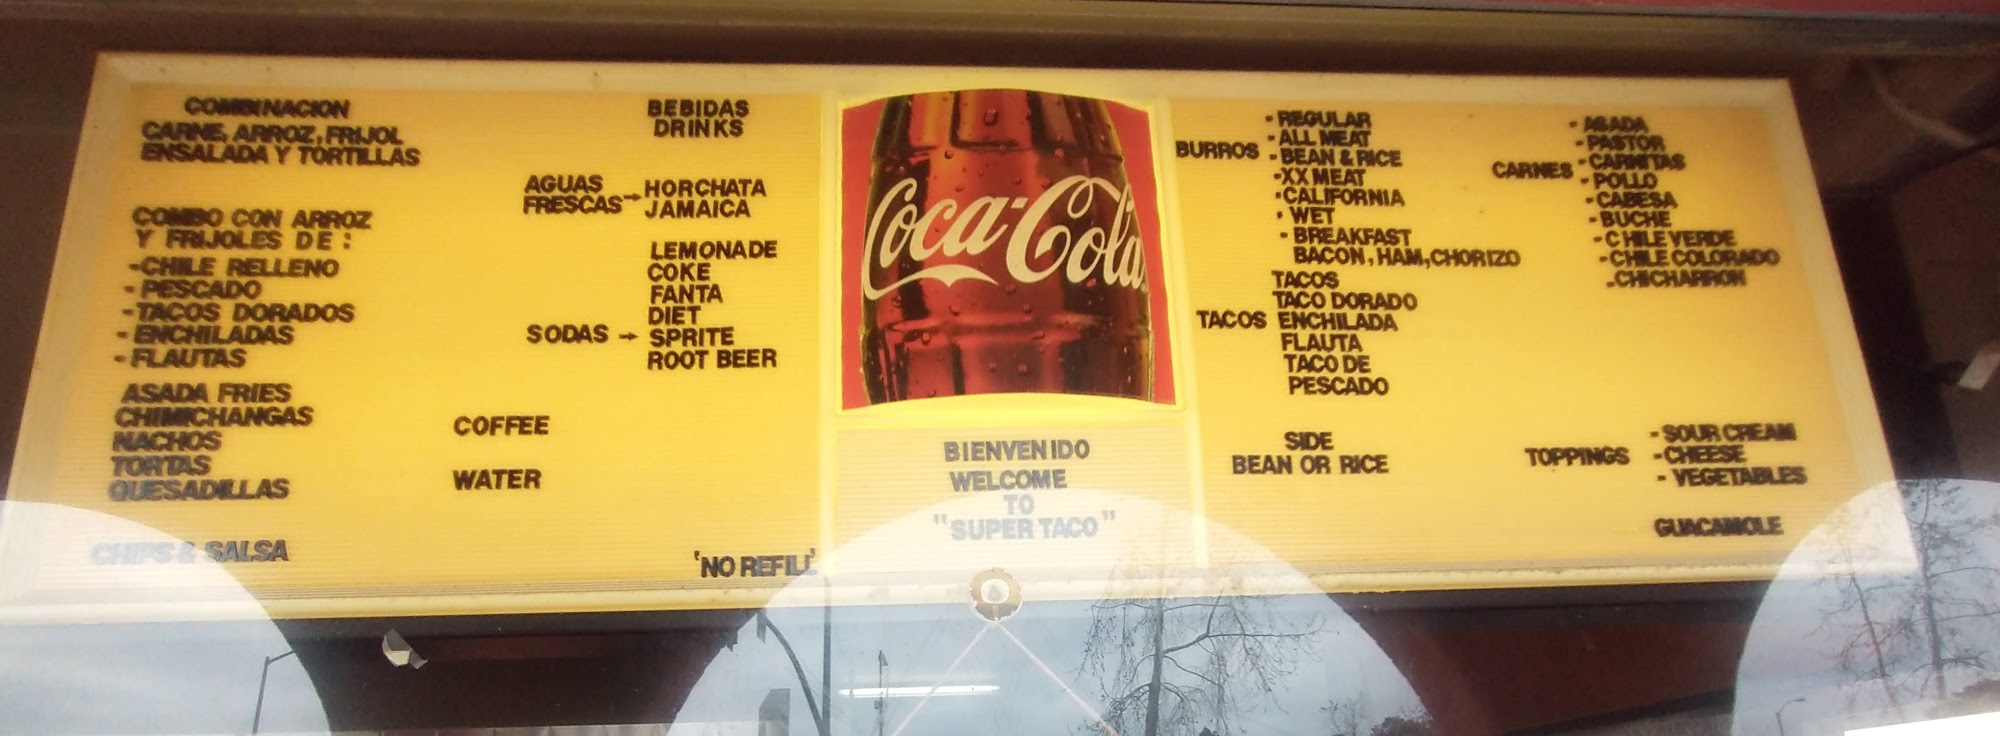 COMBINACION
CARNE, ARROZ, FRIJOL
ENSALADA Y TORTILLAS
COMBO CON ARROZ
Y FRIJOLES DE :
-CHILE RELLENO
- PESCADO
-TACOS DORADOS
- ENCHILADAS
- FLAUTAS
ASADA FRIES
CHIMICHANGAS
NACHOS
TORTAS
QUESADILLAS
CHIPS & SALSA
BEBIDAS
DRINKS
AGUAS
FRESCAS→
HORCHATA
JAMAICA
LEMONADE
COKE
FANTA
DIET
SODAS → SPRITE
ROOT BEER
COFFEE
WATER
'NO REFILL'
Coca-Cola
BIENVENIDO
WELCOME
TO
"SUPER TACO"
BURROS
- REGULAR
- ALL MEAT
- BEAN & RICE
-XX MEAT
-CALIFORNIA
- WET
- BREAKFAST
BACON, HAM, CHORIZO
TACOS
TACO DORADO
TACOS ENCHILADA
FLAUTA
TACO DE
PESCADO
SIDE
BEAN OR RICE
CARNES
- ASADA
- PASTOR
- CARNITAS
- POLLO
- CABESA
- BUCHE
- CHILE VERDE
- CHILE COLORADO
-CHICHARRON
TOPPINGS
- SOUR CREAM
- CHEESE
- VEGETABLES
GUACAMOLE